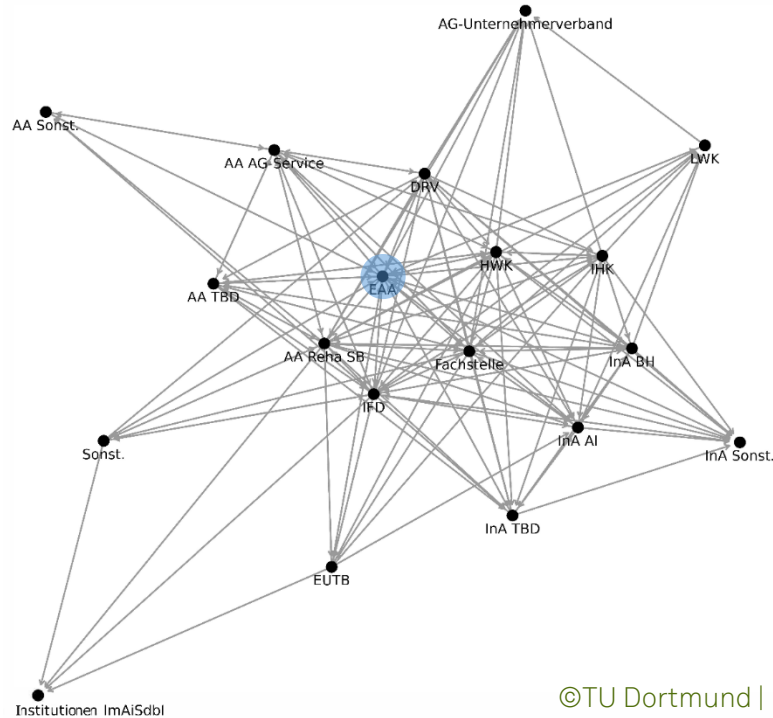 AG-Unternehmerverband
AA Sonst.
AA AG-Service
LWK
DRV
HWK
IHK
EAA
AA TBD
AA Reha SB
Fachstelle
InA BH
IFD
InA AI
Sonst.
InA Sonst.
InA TBD
EUTB
Institutionen ImAiSdbl
©TU Dortmund |